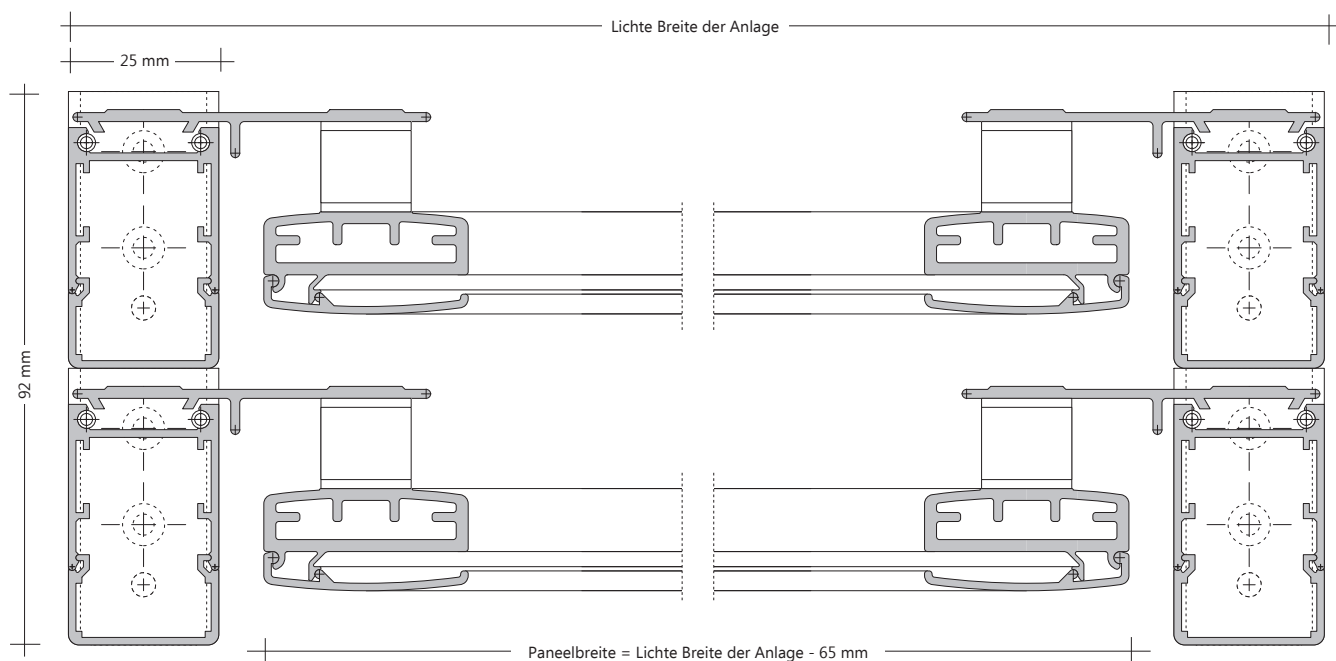 Lichte Breite der Anlage
25 mm
92 mm
Paneelbreite = Lichte Breite der Anlage - 65 mm